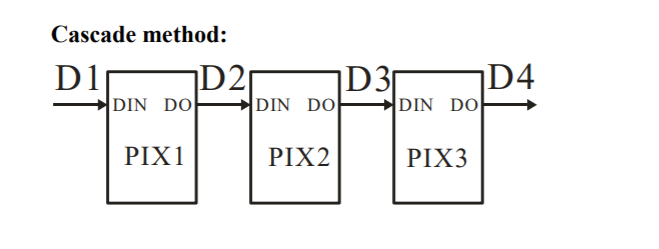 Cascade method:
D1 D2 D3 D4
DIN DO DIN DO DIN DO
PIX1 PIX2 PIX3